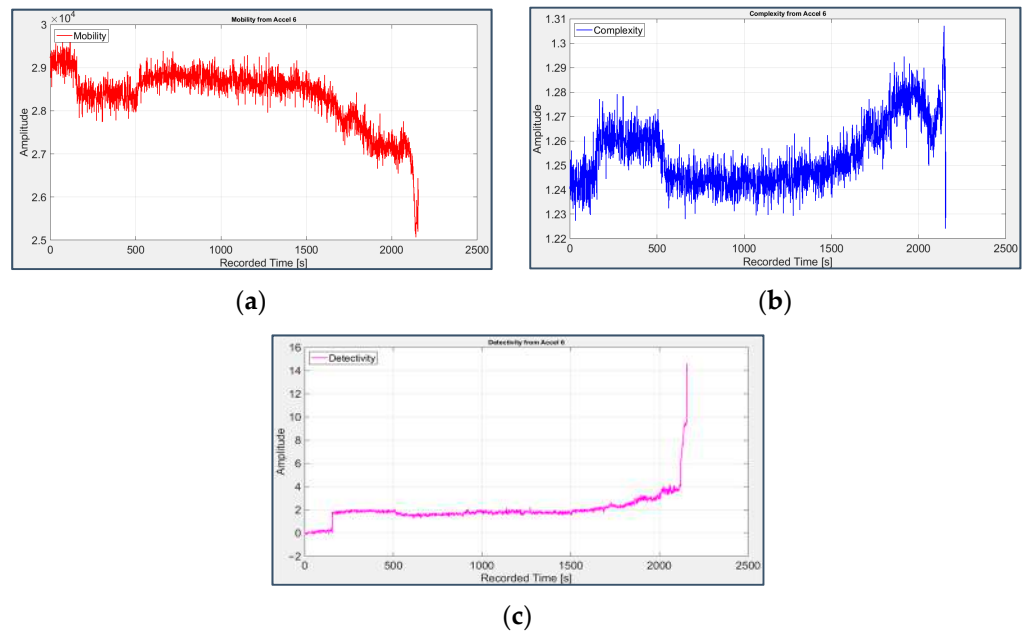 Mobility from Accel 6
×10⁴
3
2.9
2.8
2.7
2.6
2.5
Amplitude
Mobility
0 500 1000 1500 2000 2500
Recorded Time [s]
(a)
Complexity from Accel 6
1.31
1.3
1.29
1.28
1.27
1.26
1.25
1.24
1.23
1.22
Amplitude
Complexity
0 500 1000 1500 2000 2500
Recorded Time [s]
(b)
Detectivity from Accel 6
16
14
12
10
8
6
4
2
0
−2
Amplitude
Detectivity
0 500 1000 1500 2000 2500
Recorded Time [s]
(c)